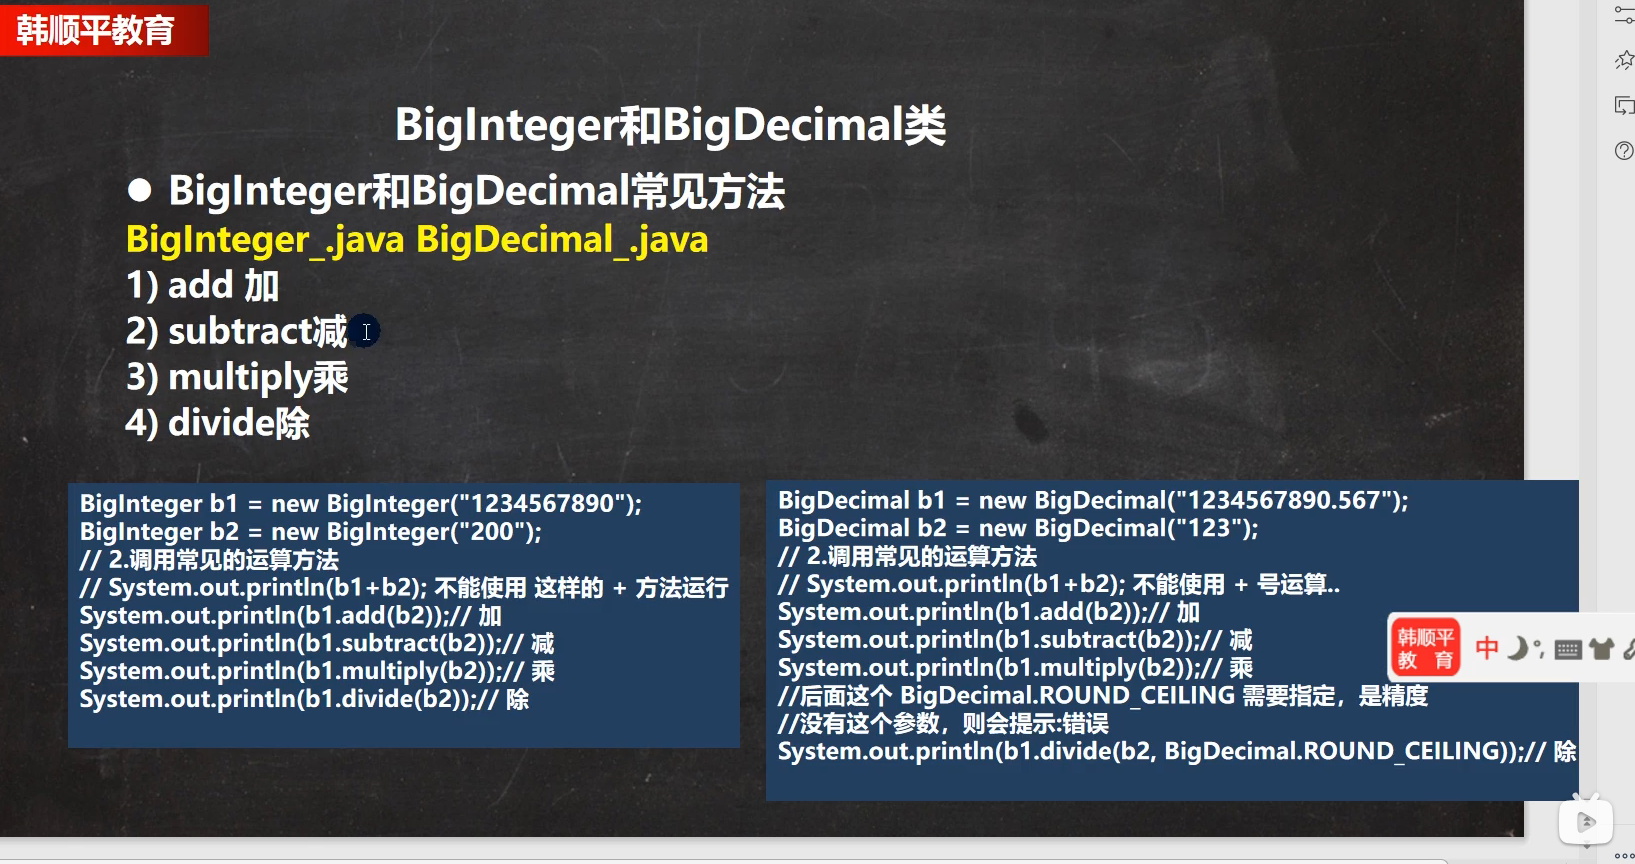 韩顺平教育
BigInteger和BigDecimal类
● BigInteger和BigDecimal常见方法
BigInteger_.java BigDecimal_.java
1) add 加
2) subtract减
3) multiply乘
4) divide除
BigInteger b1 = new BigInteger("1234567890");
BigInteger b2 = new BigInteger("200");
// 2.调用常见的运算方法
// System.out.println(b1+b2); 不能使用 这样的 + 方法运行
System.out.println(b1.add(b2));// 加
System.out.println(b1.subtract(b2));// 减
System.out.println(b1.multiply(b2));// 乘
System.out.println(b1.divide(b2));// 除
BigDecimal b1 = new BigDecimal("1234567890.567");
BigDecimal b2 = new BigDecimal("123");
// 2.调用常见的运算方法
// System.out.println(b1+b2); 不能使用 + 号运算..
System.out.println(b1.add(b2));// 加
System.out.println(b1.subtract(b2));// 减
System.out.println(b1.multiply(b2));// 乘
//后面这个 BigDecimal.ROUND_CEILING 需要指定，是精度
//没有这个参数，则会提示:错误
System.out.println(b1.divide(b2, BigDecimal.ROUND_CEILING));// 除
韩顺平
教 育
中